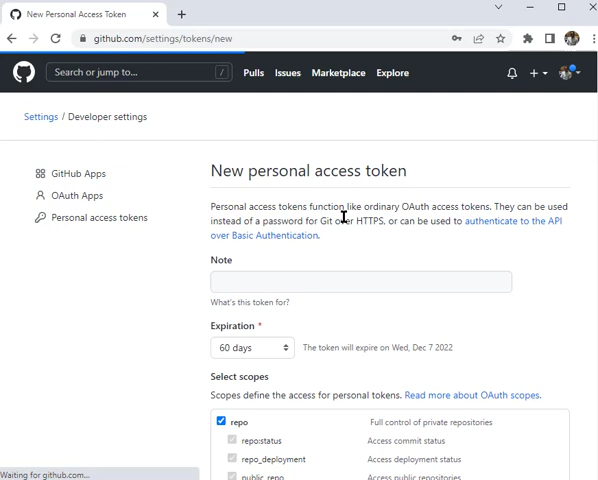 New Personal Access Token
github.com/settings/tokens/new
Search or jump to... /
Pulls Issues Marketplace Explore
Settings / Developer settings
GitHub Apps
OAuth Apps
Personal access tokens
New personal access token
Personal access tokens function like ordinary OAuth access tokens. They can be used
instead of a password for Git over HTTPS, or can be used to authenticate to the API
over Basic Authentication.
Note
What's this token for?
Expiration *
60 days The token will expire on Wed, Dec 7 2022
Select scopes
Scopes define the access for personal tokens. Read more about OAuth scopes.
repo Full control of private repositories
repo:status Access commit status
repo_deployment Access deployment status
public_repo Access public repositories
Waiting for github.com...